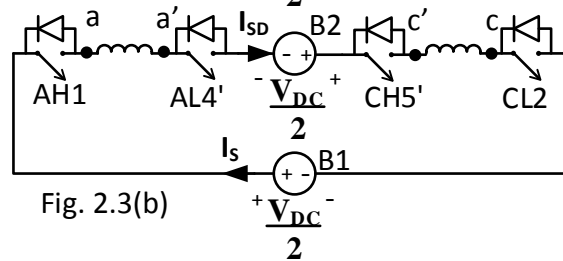 2
a a’ I_SD B2 c’ c
- +
AH1 AL4' - V_DC + CH5' CL2
2
I_S + - B1
Fig. 2.3(b) + V_DC -
2